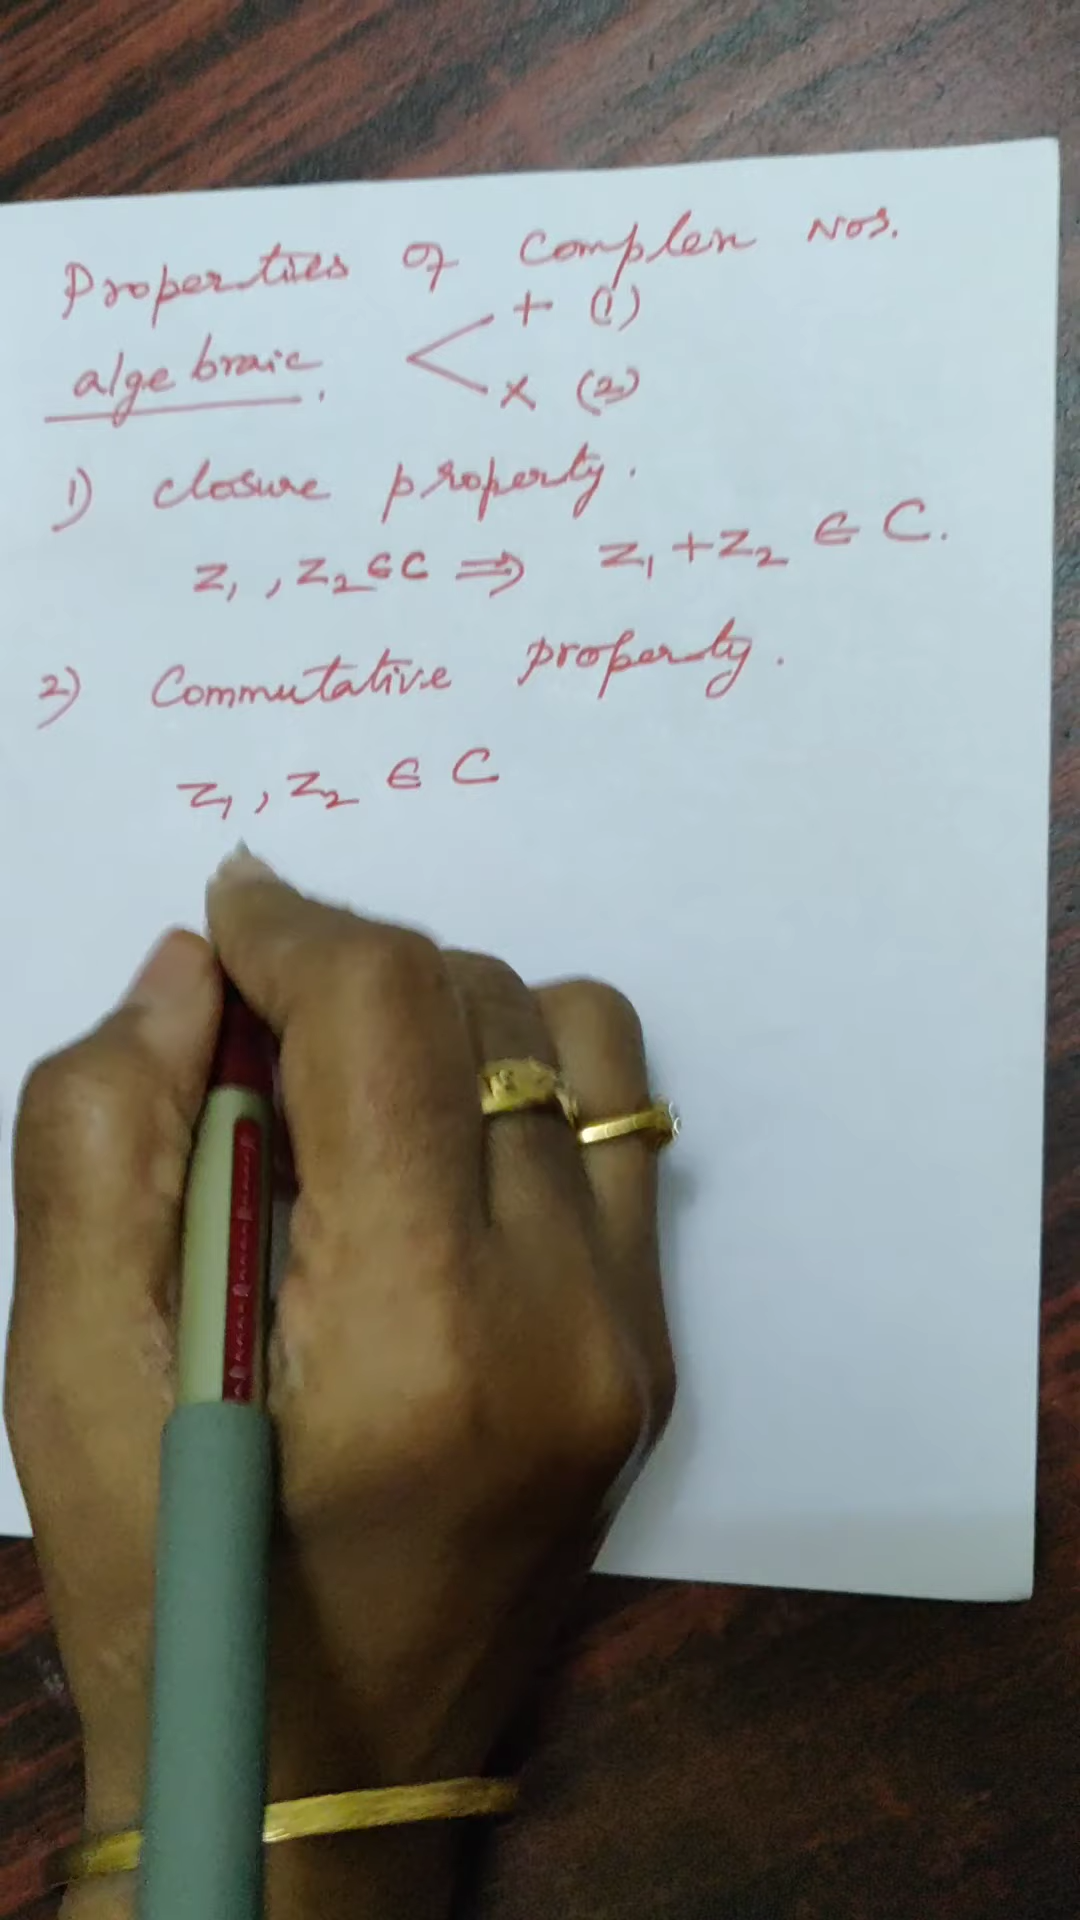 Properties of Complex Nos.
algebraic. < + (1)
× (2)
1) closure property.
z₁, z₂ ∈ C ⇒ z₁ + z₂ ∈ C.
2) Commutative property.
z₁, z₂ ∈ C